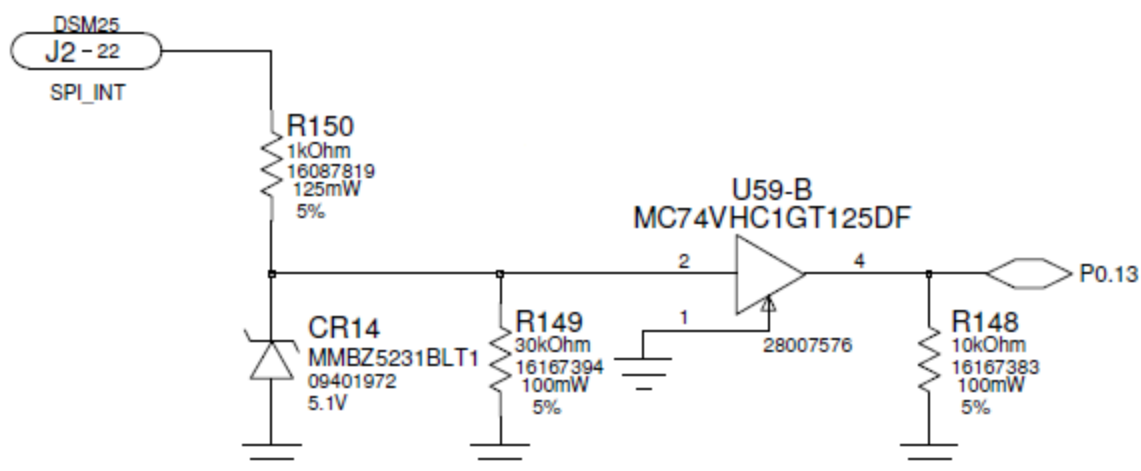 DSM25
J2 - 22
SPI_INT
R150
1kOhm
16087819
125mW
5%
U59-B
MC74VHC1GT125DF
2
4
P0.13
1
28007576
CR14
MMBZ5231BLT1
09401972
5.1V
R149
30kOhm
16167394
100mW
5%
R148
10kOhm
16167383
100mW
5%